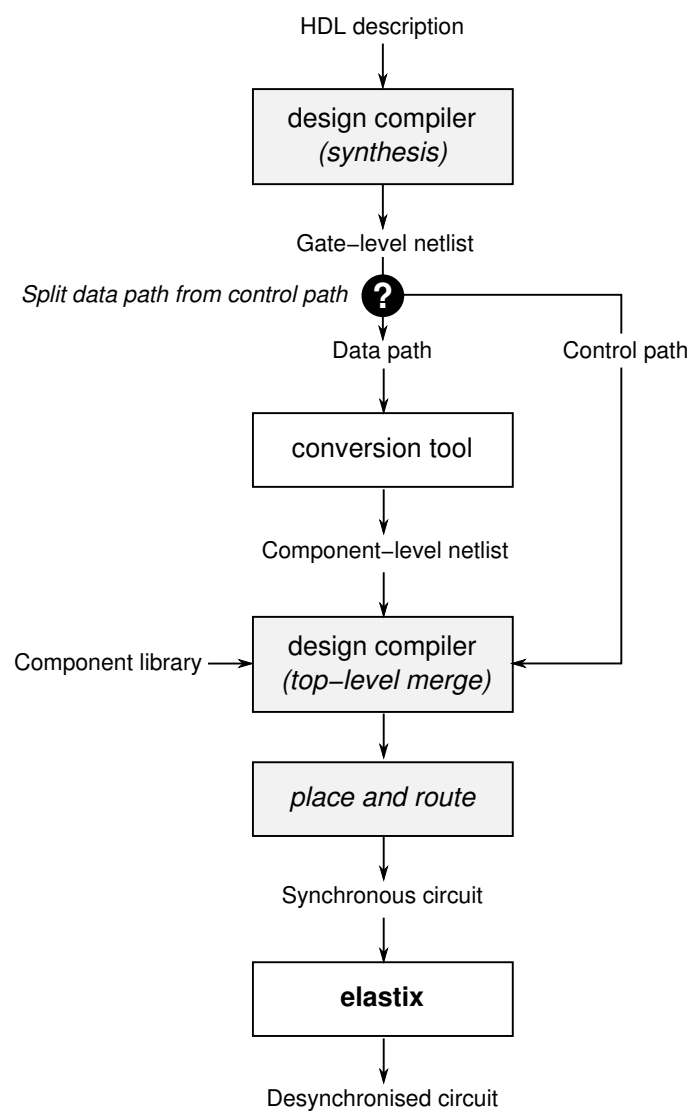 HDL description
design compiler
(synthesis)
Gate−level netlist
Split data path from control path
?
Data path
Control path
conversion tool
Component−level netlist
design compiler
(top−level merge)
Component library
place and route
Synchronous circuit
elastix
Desynchronised circuit